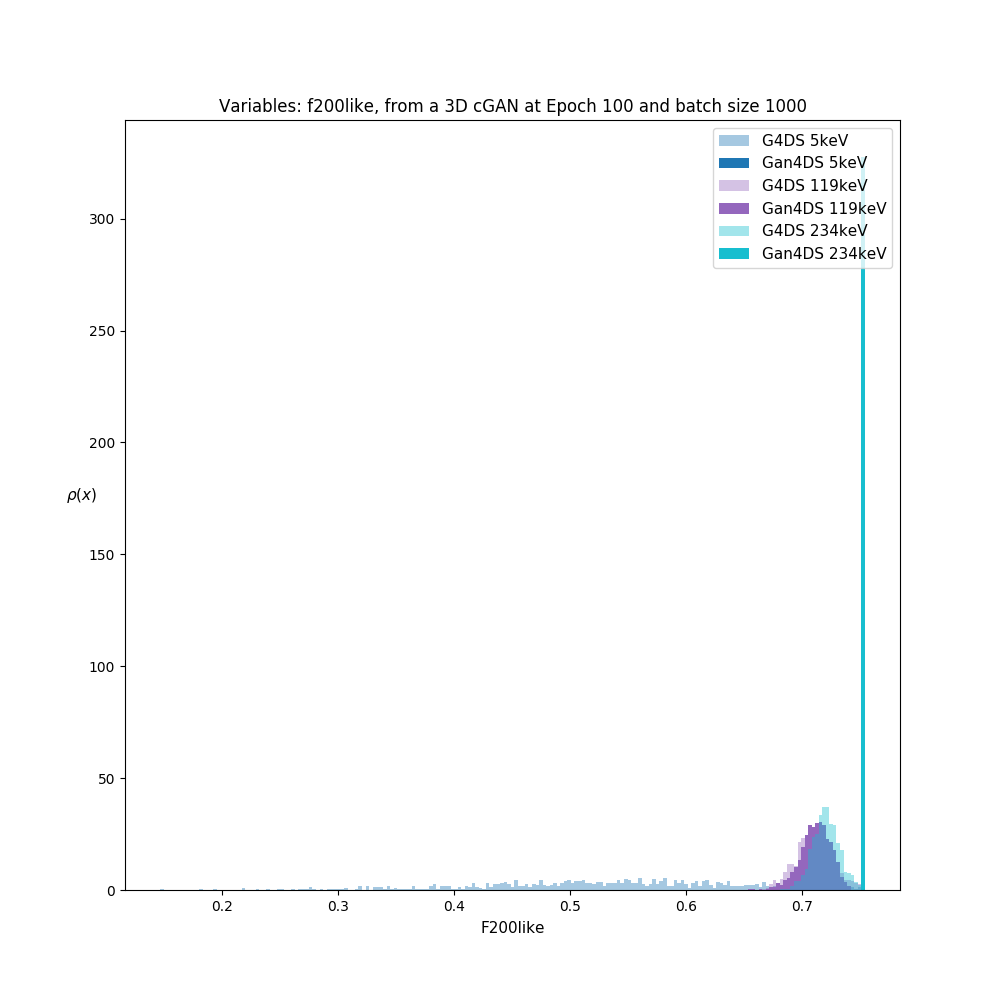 Variables: f200like, from a 3D cGAN at Epoch 100 and batch size 1000
G4DS 5keV
Gan4DS 5keV
G4DS 119keV
Gan4DS 119keV
G4DS 234keV
Gan4DS 234keV
300
250
200
150
100
50
0
ρ(x)
0.2 0.3 0.4 0.5 0.6 0.7
F200like